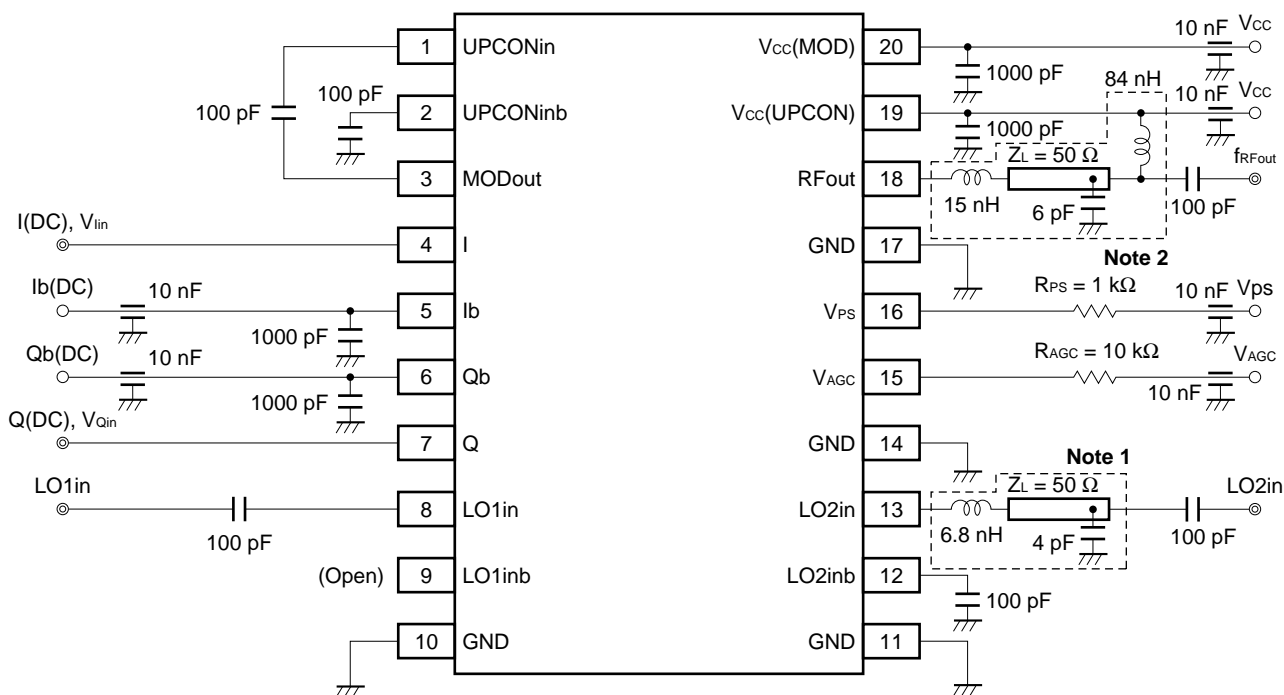 1 UPCONin
100 pF
100 pF
2 UPCONinb
3 MODout
I(DC), VIin
4 I
Ib(DC)
10 nF
5 Ib
1000 pF
Qb(DC)
10 nF
6 Qb
1000 pF
Q(DC), VQin
7 Q
LO1in
8 LO1in
100 pF
(Open)
9 LO1inb
10 GND
VCC(MOD) 20
10 nF
VCC
1000 pF
84 nH
VCC(UPCON) 19
10 nF
VCC
1000 pF
ZL = 50 Ω
fRFout
RFout 18
15 nH
6 pF
100 pF
GND 17
Note 2
RPS = 1 kΩ
10 nF
Vps
VPS 16
RAGC = 10 kΩ
VAGC
VAGC 15
10 nF
GND 14
Note 1
ZL = 50 Ω
LO2in
LO2in 13
6.8 nH
4 pF
100 pF
LO2inb 12
100 pF
GND 11